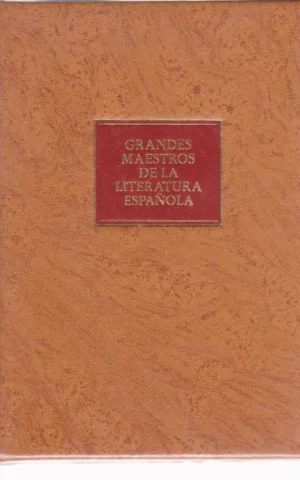 GRANDES
MAESTROS
DE LA
LITERATURA
ESPAÑOLA